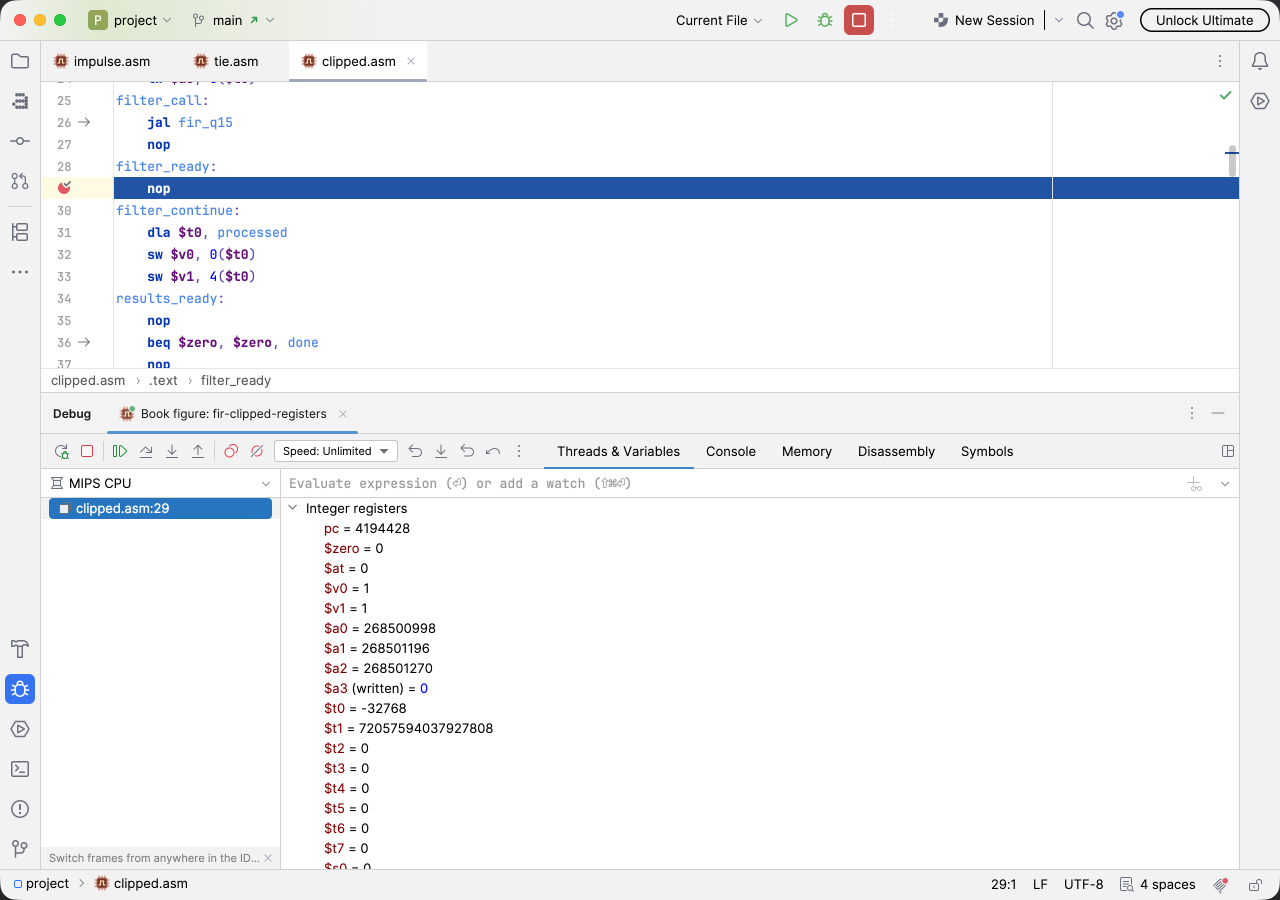 P project main Current File New Session Unlock Ultimate
impulse.asm tie.asm clipped.asm
25 filter_call:
26 jal fir_q15
27 nop
28 filter_ready:
nop
30 filter_continue:
31 dla $t0, processed
32 sw $v0, 0($t0)
33 sw $v1, 4($t0)
34 results_ready:
35 nop
36 beq $zero, $zero, done
37 nop
clipped.asm › .text › filter_ready
Debug Book figure: fir-clipped-registers
Speed: Unlimited Threads & Variables Console Memory Disassembly Symbols
MIPS CPU
Evaluate expression (⏎) or add a watch (⇧⌘⏎)
clipped.asm:29
Integer registers
pc = 4194428
$zero = 0
$at = 0
$v0 = 1
$v1 = 1
$a0 = 268500998
$a1 = 268501196
$a2 = 268501270
$a3 (written) = 0
$t0 = -32768
$t1 = 72057594037927808
$t2 = 0
$t3 = 0
$t4 = 0
$t5 = 0
$t6 = 0
$t7 = 0
$s0 = 0
Switch frames from anywhere in the ID...
project clipped.asm 29:1 LF UTF-8 4 spaces